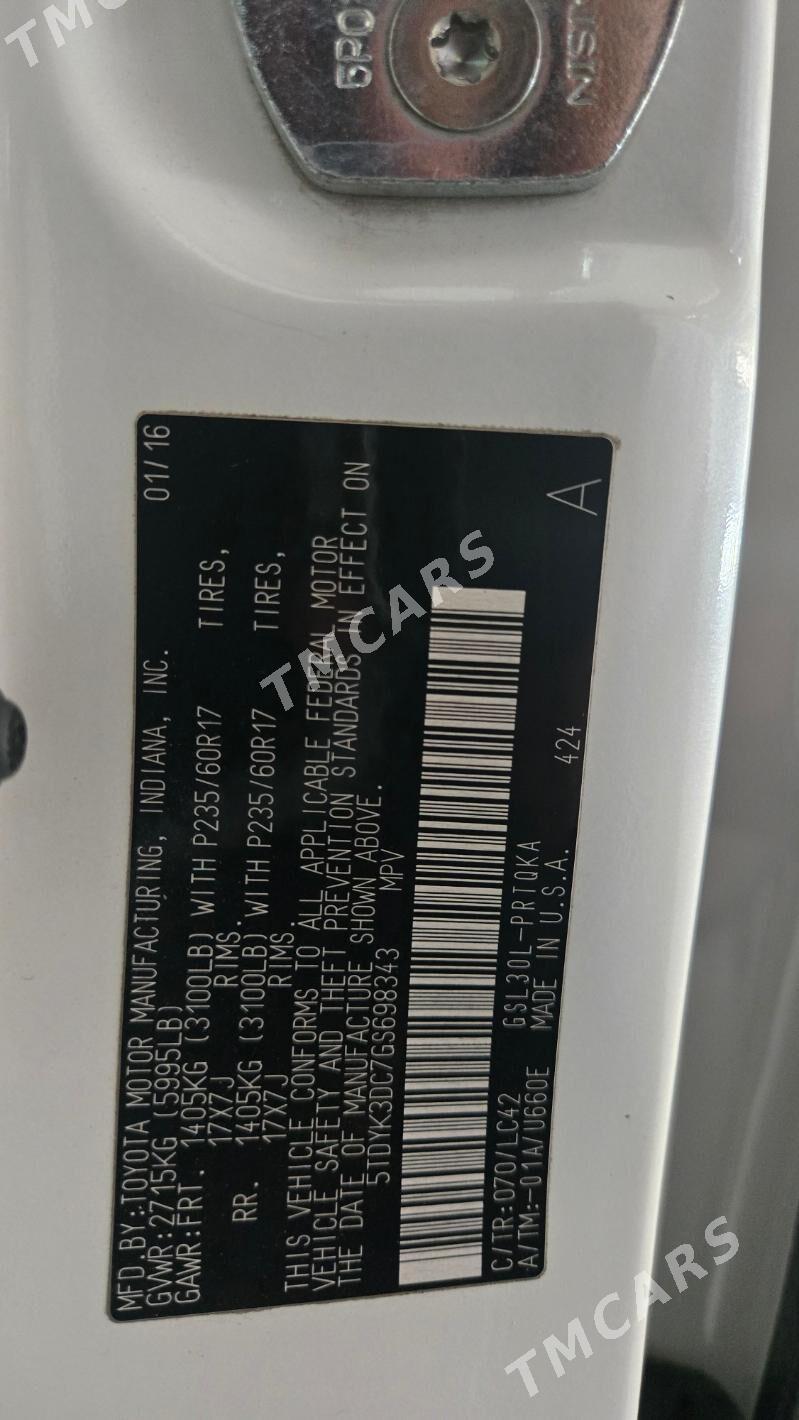 TMCARS
6R0
AISIN
MFD.BY:TOYOTA MOTOR MANUFACTURING, INDIANA, INC. 01/16
GVWR:2715KG (5995LB)
GAWR:FRT. 1405KG (3100LB) WITH P235/60R17 TIRES,
17X7J RIMS.
RR. 1405KG (3100LB) WITH P235/60R17 TIRES,
17X7J RIMS.
THIS VEHICLE CONFORMS TO ALL APPLICABLE FEDERAL MOTOR
VEHICLE SAFETY AND THEFT PREVENTION STANDARDS IN EFFECT ON
THE DATE OF MANUFACTURE SHOWN ABOVE.
5TDYK3DC7GS698343 MPV
TMCARS
C/TR:070/LC42 GSL30L-PRTQKA A
A/TM:-01A/U660E MADE IN U.S.A. 424
TMCARS